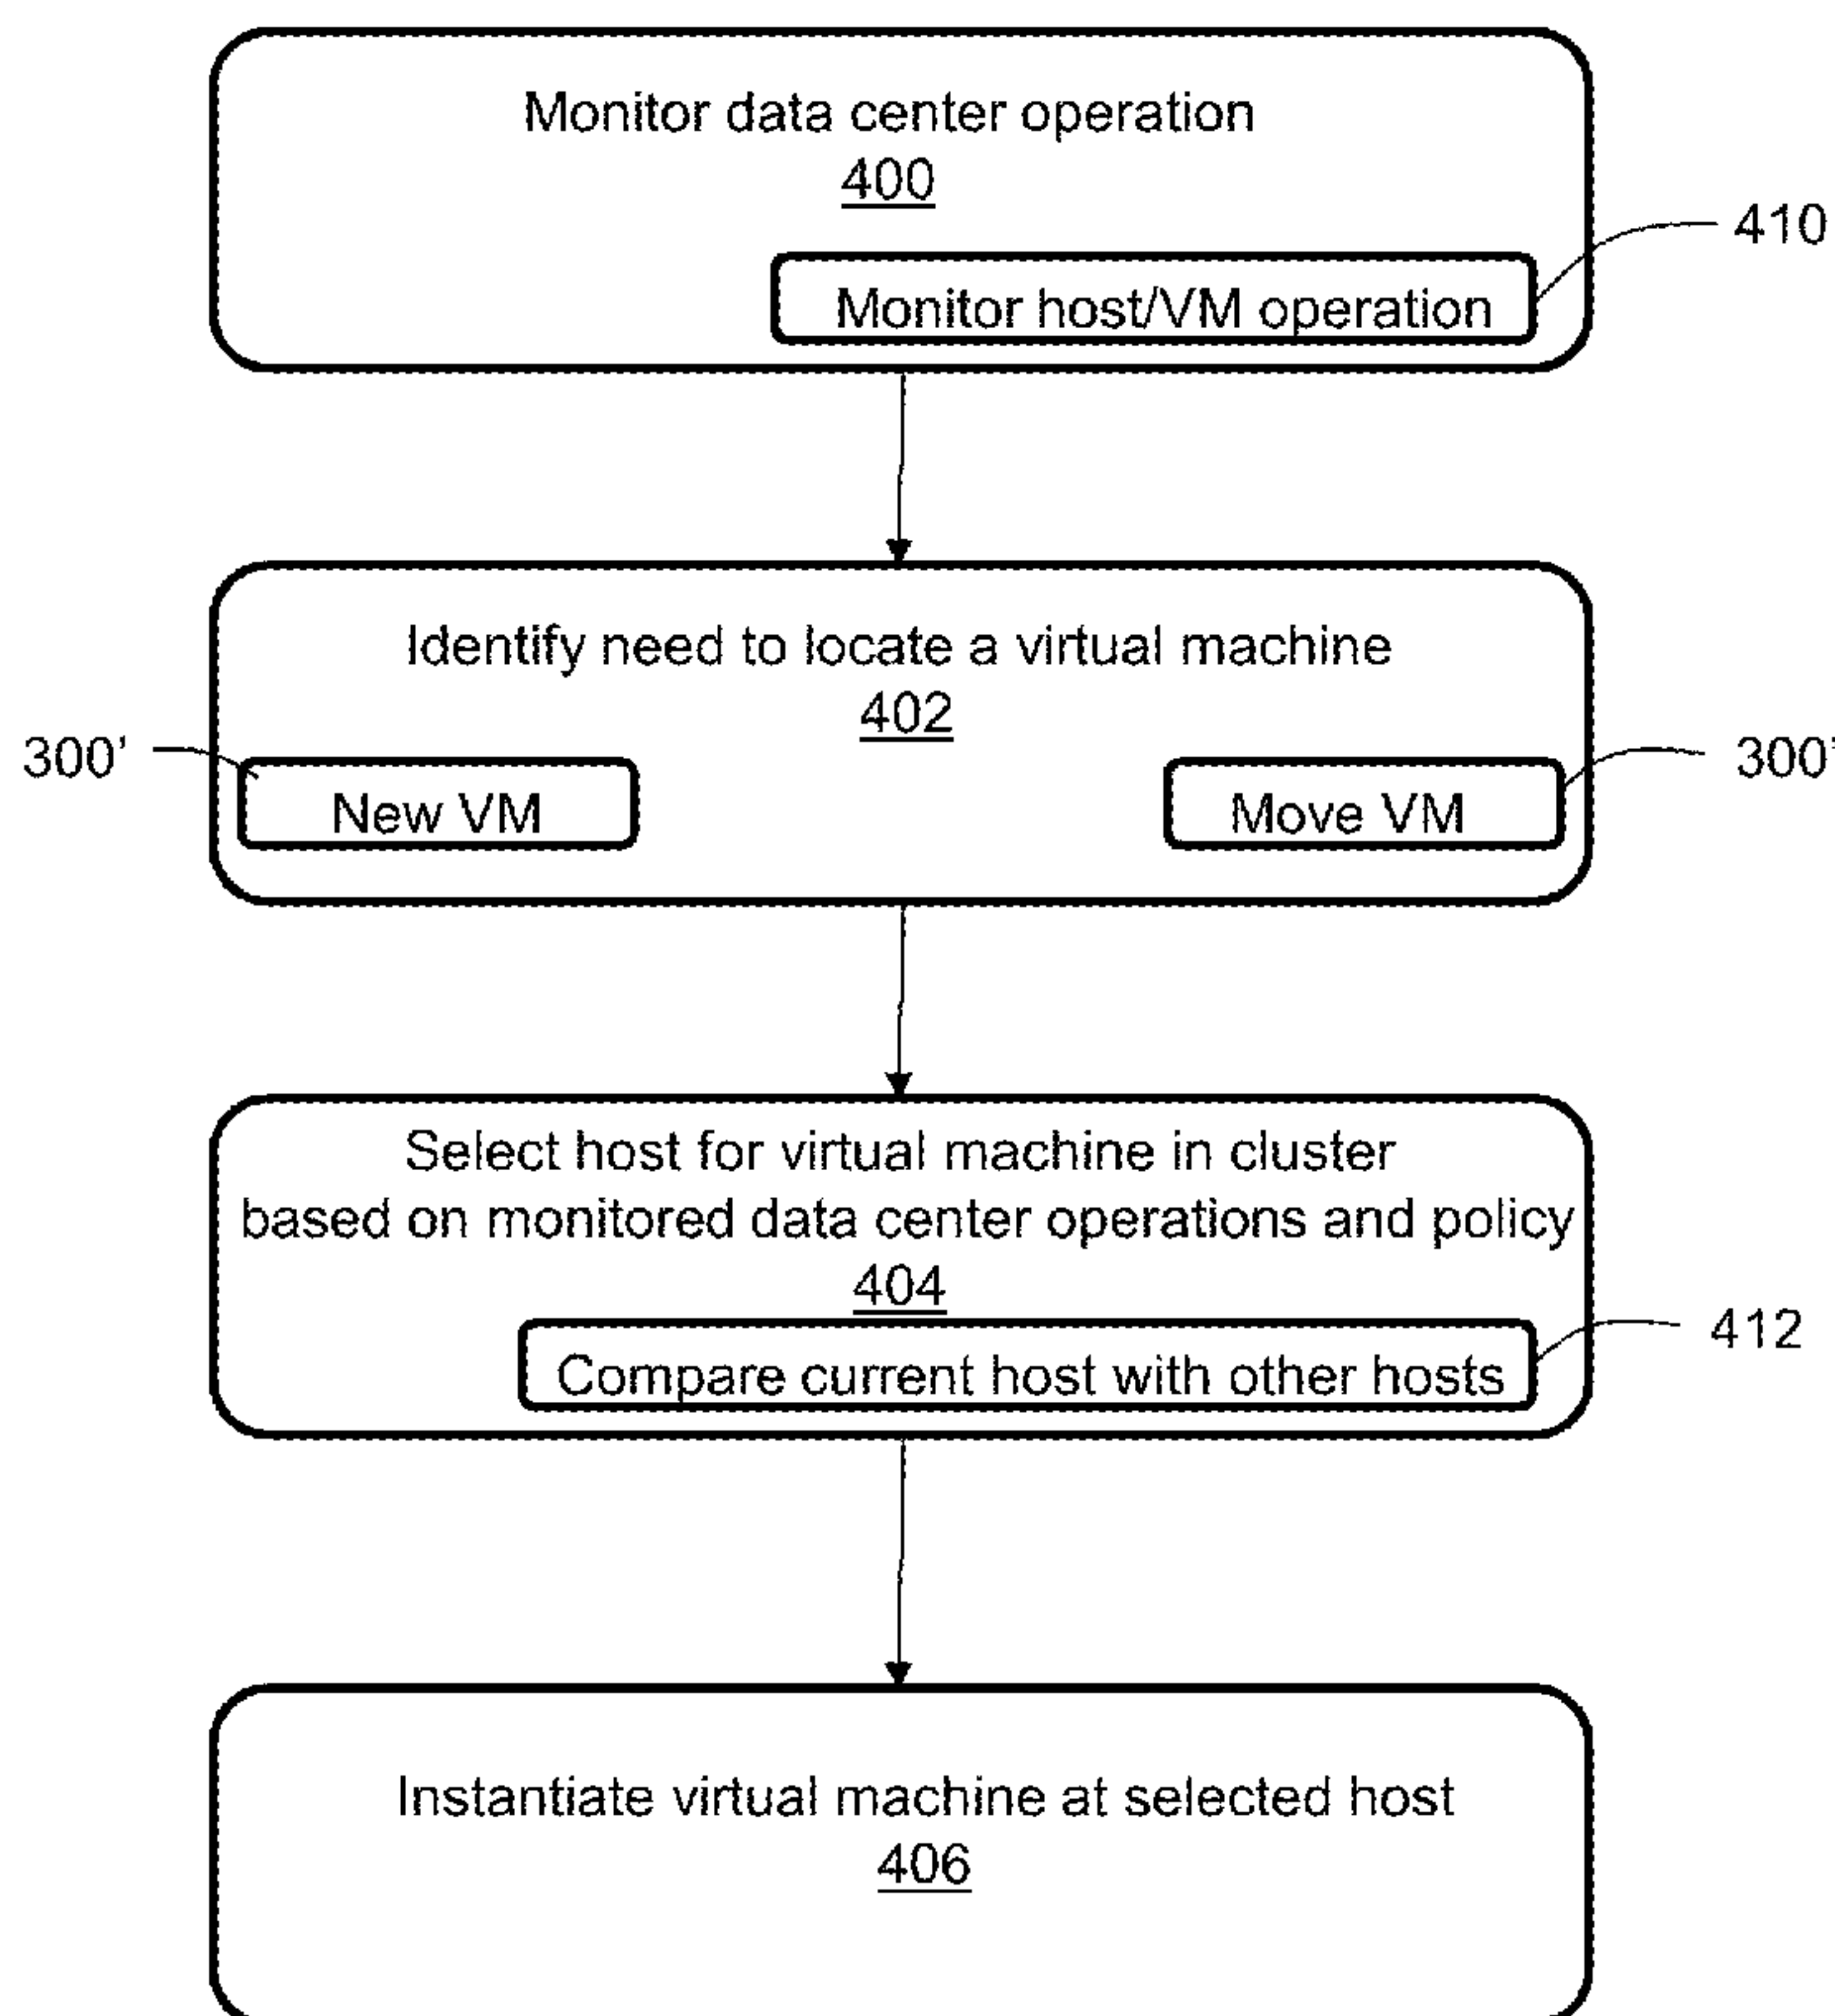 Monitor data center operation
400
410
Monitor host/VM operation
Identify need to locate a virtual machine
402
300’
300’
New VM
Move VM
Select host for virtual machine in cluster
based on monitored data center operations and policy
404
412
Compare current host with other hosts
Instantiate virtual machine at selected host
406